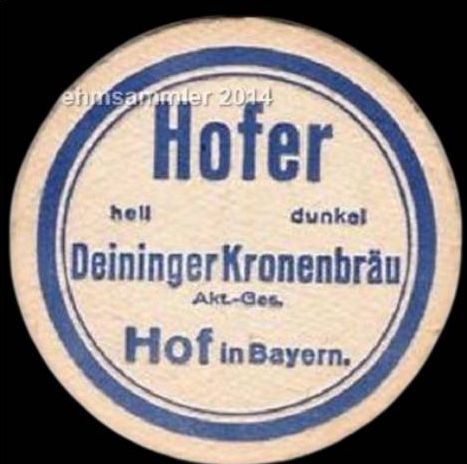 ehmsammler 2014
Hofer
hell dunkel
Deininger Kronenbräu
Akt.-Ges.
Hof in Bayern.